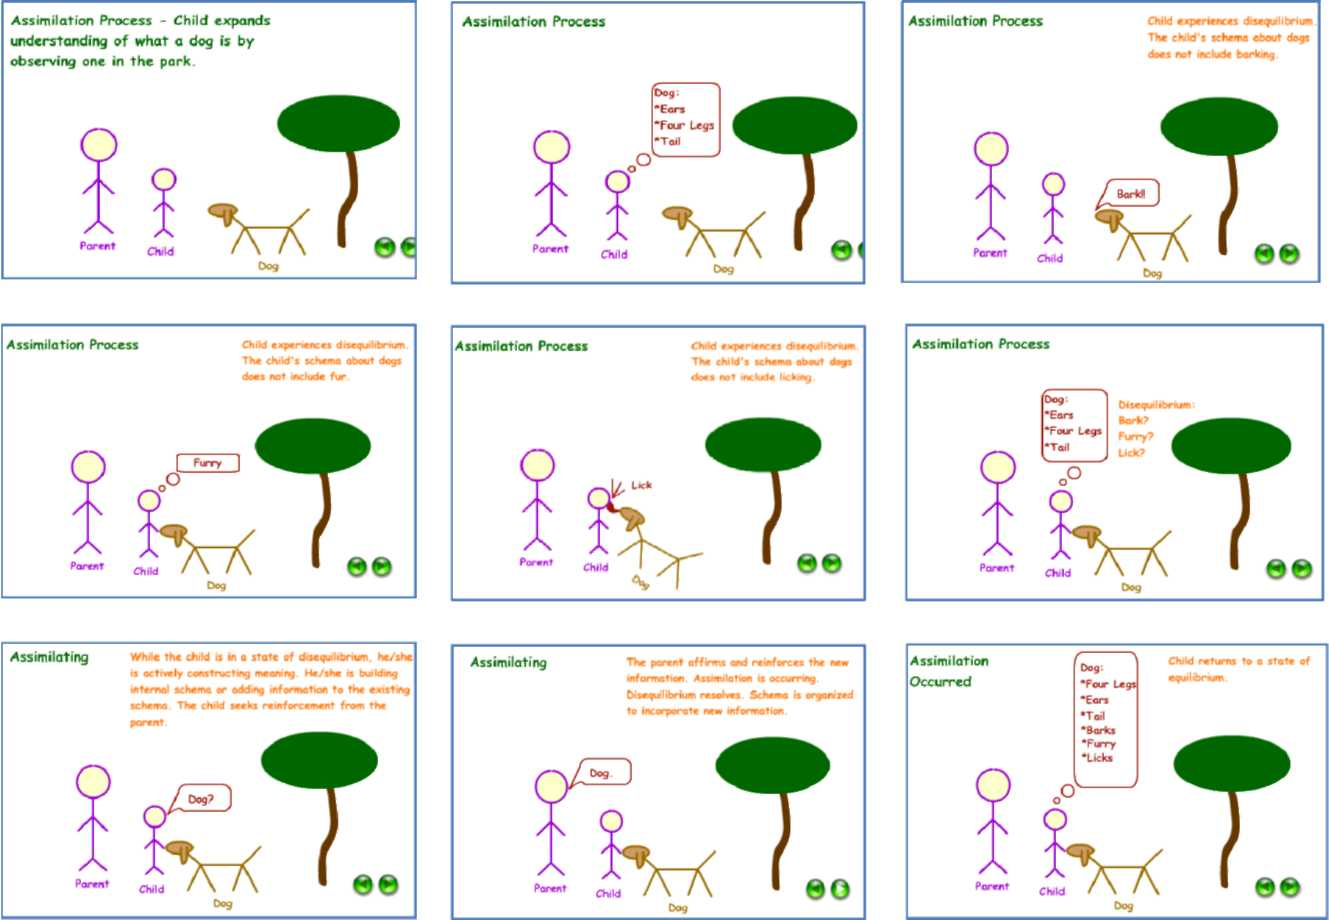 Assimilation Process - Child expands
understanding of what a dog is by
observing one in the park.
Parent
Child
Dog
Assimilation Process
Dog:
*Ears
*Four Legs
*Tail
Parent
Child
Dog
Assimilation Process
Child experiences disequilibrium.
The child's schema about dogs
does not include barking.
Bark!!
Parent
Child
Dog
Assimilation Process
Child experiences disequilibrium.
The child's schema about dogs
does not include fur.
Furry
Parent
Child
Dog
Assimilation Process
Child experiences disequilibrium.
The child's schema about dogs
does not include licking.
Lick
Parent
Child
Dog
Assimilation Process
Dog:
*Ears
*Four Legs
*Tail
Disequilibrium:
Bark?
Furry?
Lick?
Parent
Child
Dog
Assimilating
While the child is in a state of disequilibrium, he/she
is actively constructing meaning. He/she is building
internal schema or adding information to the existing
schema. The child seeks reinforcement from the
parent.
Dog?
Parent
Child
Dog
Assimilating
The parent affirms and reinforces the new
information. Assimilation is occurring.
Disequilibrium resolves. Schema is organized
to incorporate new information.
Dog.
Parent
Child
Dog
Assimilation
Occurred
Dog:
*Four Legs
*Ears
*Tail
*Barks
*Furry
*Licks
Child returns to a state of
equilibrium.
Parent
Child
Dog